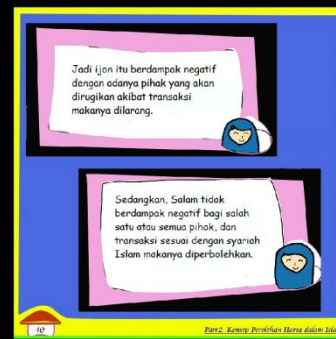 Jadi ijon itu berdampak negatif
dengan adanya pihak yang akan
dirugikan akibat transaksi
makanya dilarang.
Sedangkan, Salam tidak
berdampak negatif bagi salah
satu atau semua pihak, dan
transaksi sesuai dengan syariah
Islam makanya diperbolehkan.
40
Part2. Konsep Perolehan Harta dalam Isla